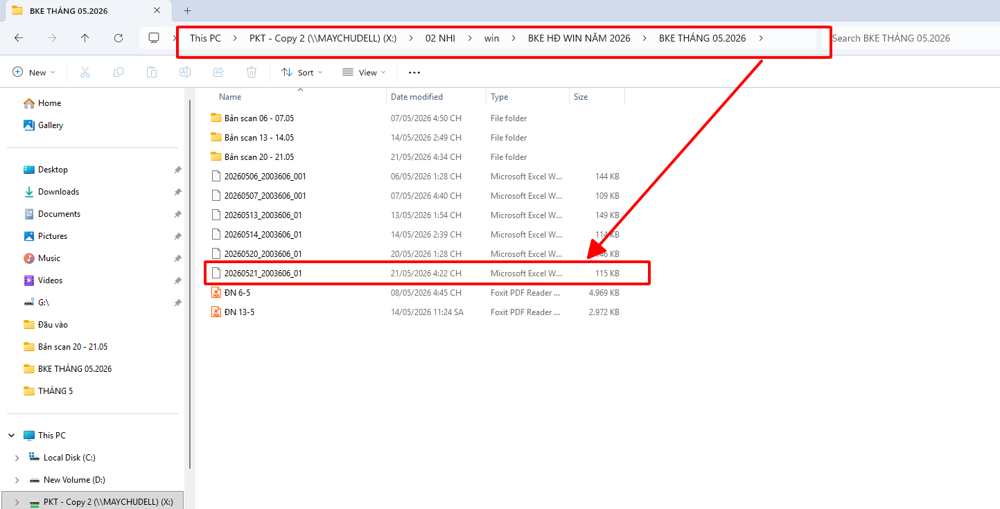 BKE THÁNG 05.2026
This PC > PKT - Copy 2 (\\MAYCHUDELL) (X:) > 02 NHI > win > BKE HĐ WIN NĂM 2026 > BKE THÁNG 05.2026 >
Search BKE THÁNG 05.2026
New
Sort
View
Home
Gallery
Desktop
Downloads
Documents
Pictures
Music
Videos
G:\
Đầu vào
Bản scan 20 - 21.05
BKE THÁNG 05.2026
THÁNG 5
This PC
Local Disk (C:)
New Volume (D:)
PKT - Copy 2 (\\MAYCHUDELL) (X:)
Name Date modified Type Size
Bản scan 06 - 07.05 07/05/2026 4:50 CH File folder
Bản scan 13 - 14.05 14/05/2026 2:49 CH File folder
Bản scan 20 - 21.05 21/05/2026 4:34 CH File folder
20260506_2003606_001 06/05/2026 1:28 CH Microsoft Excel W... 144 KB
20260507_2003606_001 07/05/2026 4:40 CH Microsoft Excel W... 109 KB
20260513_2003606_01 13/05/2026 1:54 CH Microsoft Excel W... 149 KB
20260514_2003606_01 14/05/2026 2:39 CH Microsoft Excel W... 114 KB
20260520_2003606_01 20/05/2026 1:28 CH Microsoft Excel W... KB
20260521_2003606_01 21/05/2026 4:22 CH Microsoft Excel W... 115 KB
ĐN 6-5 08/05/2026 4:45 CH Foxit PDF Reader ... 4.969 KB
ĐN 13-5 14/05/2026 11:24 SA Foxit PDF Reader ... 2.972 KB